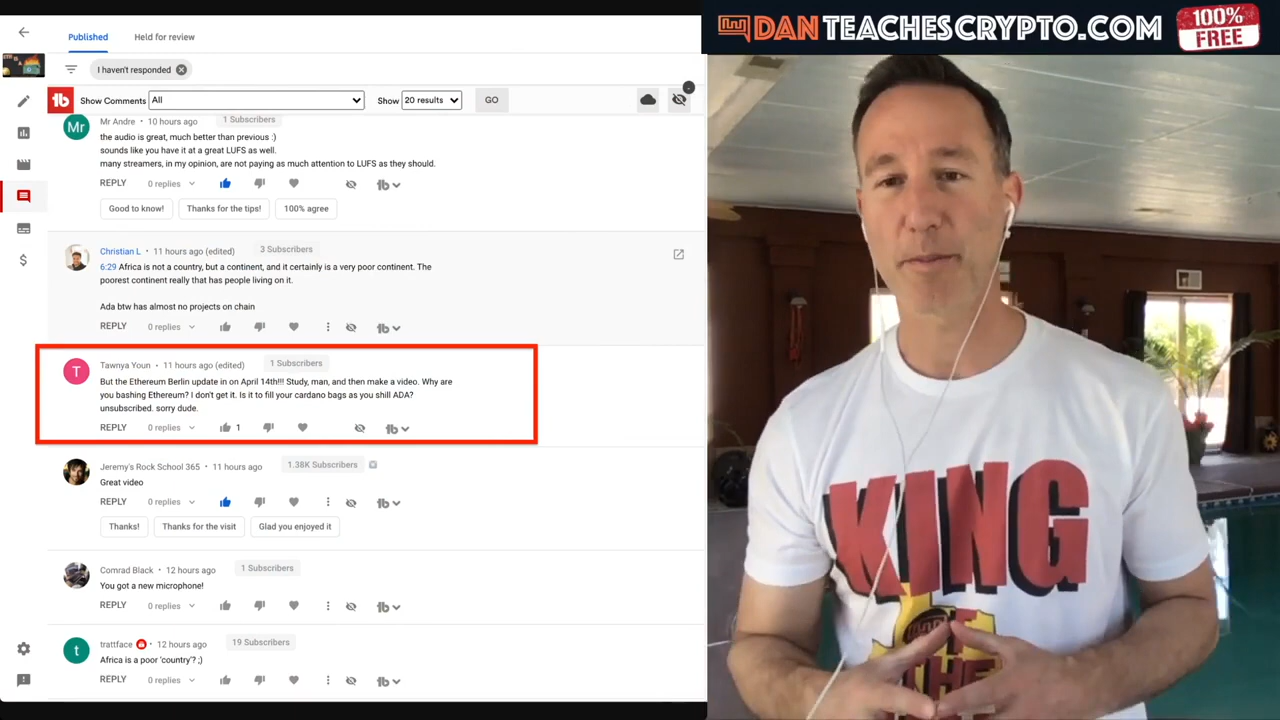 DANTEACHESCRYPTO.COM
100%
FREE
Published
Held for review
I haven't responded
Show Comments
All
Show
20 results
GO
Mr Andre • 10 hours ago
1 Subscribers
the audio is great, much better than previous :)
sounds like you have it at a great LUFS as well.
many streamers, in my opinion, are not paying as much attention to LUFS as they should.
REPLY
0 replies
Good to know!
Thanks for the tips!
100% agree
Christian L • 11 hours ago (edited)
3 Subscribers
6:29 Africa is not a country, but a continent, and it certainly is a very poor continent. The
poorest continent really that has people living on it.
Ada btw has almost no projects on chain
REPLY
0 replies
Tawnya Youn • 11 hours ago (edited)
1 Subscribers
But the Ethereum Berlin update in on April 14th!!! Study, man, and then make a video. Why are
you bashing Ethereum? I don't get it. Is it to fill your cardano bags as you shill ADA?
unsubscribed. sorry dude.
REPLY
0 replies
1
Jeremy's Rock School 365 • 11 hours ago
1.38K Subscribers
Great video
REPLY
0 replies
Thanks!
Thanks for the visit
Glad you enjoyed it
Comrad Black • 12 hours ago
1 Subscribers
You got a new microphone!
REPLY
0 replies
trattface • 12 hours ago
19 Subscribers
Africa is a poor 'country'? ;)
REPLY
0 replies
Mr
T
t
tb
KING
OF
THE